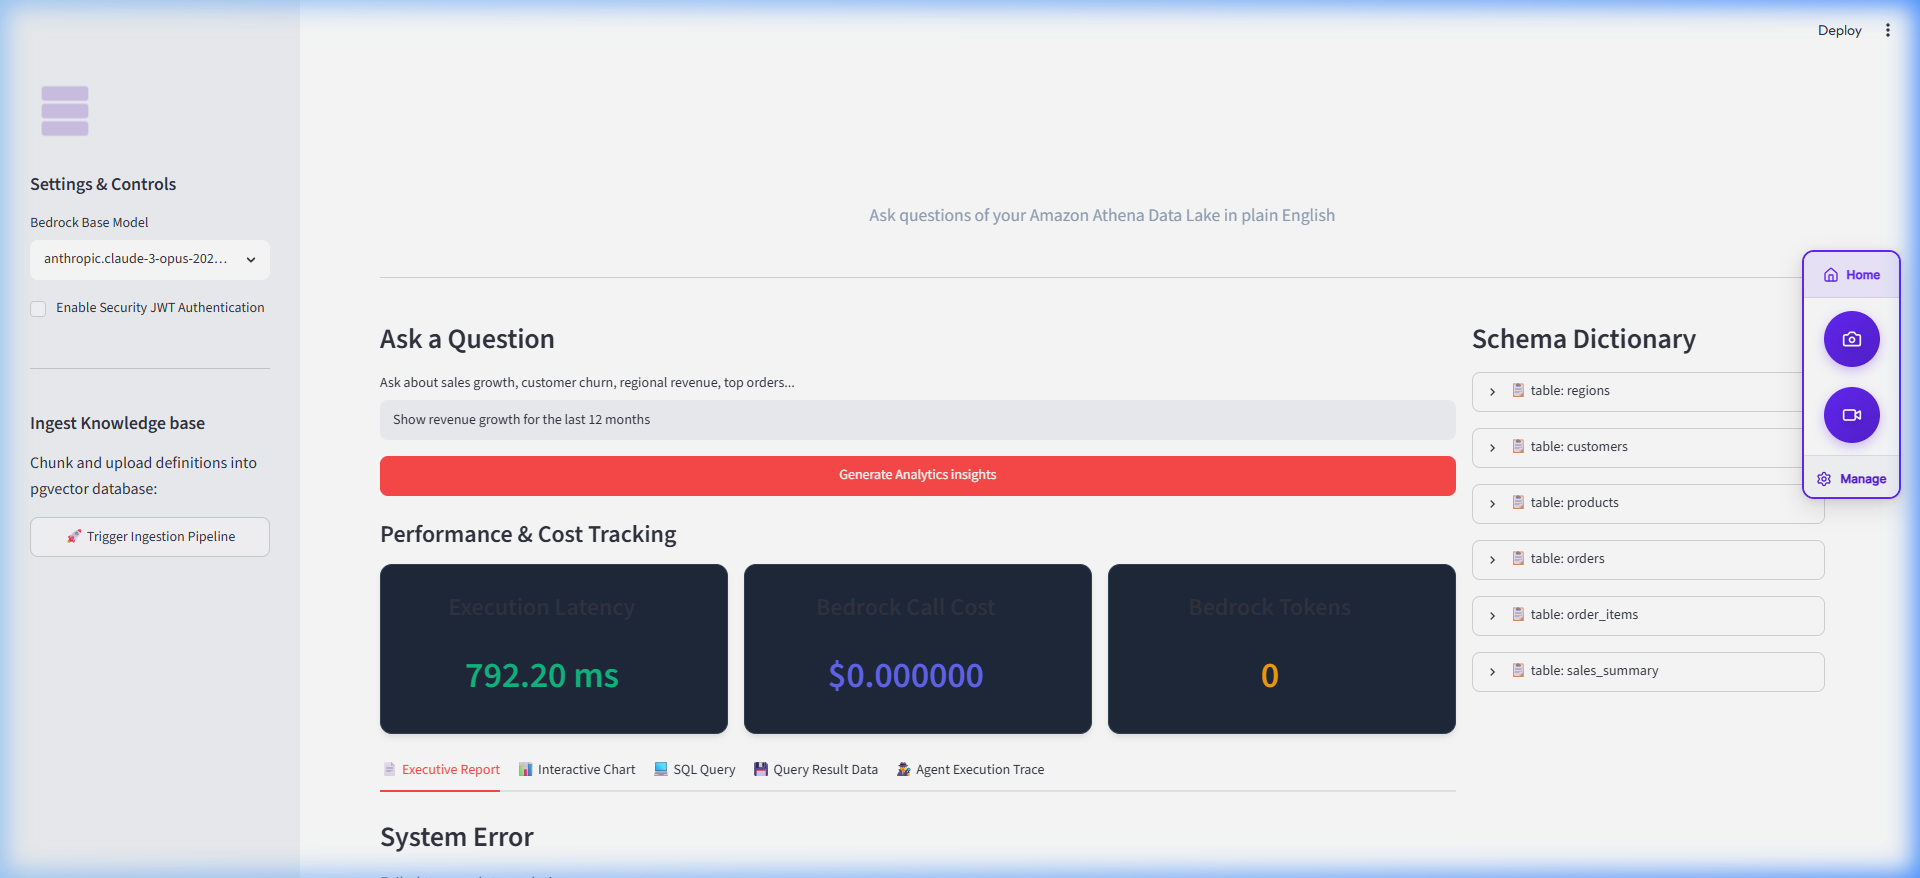 Deploy
Settings & Controls
Bedrock Base Model
anthropic.claude-3-opus-202...
Enable Security JWT Authentication
Ingest Knowledge base
Chunk and upload definitions into
pgvector database:
Trigger Ingestion Pipeline
Ask questions of your Amazon Athena Data Lake in plain English
Ask a Question
Ask about sales growth, customer churn, regional revenue, top orders...
Show revenue growth for the last 12 months
Generate Analytics insights
Performance & Cost Tracking
Execution Latency
792.20 ms
Bedrock Call Cost
$0.000000
Bedrock Tokens
0
Executive Report
Interactive Chart
SQL Query
Query Result Data
Agent Execution Trace
System Error
Schema Dictionary
table: regions
table: customers
table: products
table: orders
table: order_items
table: sales_summary
Home
Manage